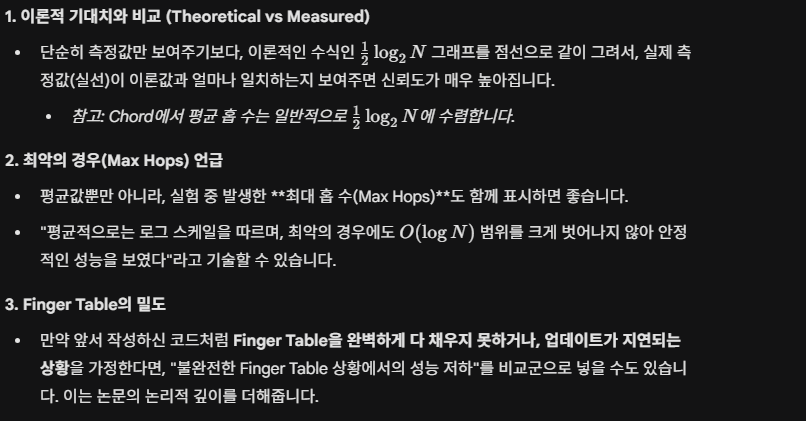 1. 이론적 기대치와 비교 (Theoretical vs Measured)
• 단순히 측정값만 보여주기보다, 이론적인 수식인 ½ log₂ N 그래프를 점선으로 같이 그려서, 실제 측
정값(실선)이 이론값과 얼마나 일치하는지 보여주면 신뢰도가 매우 높아집니다.
• 참고: Chord에서 평균 홉 수는 일반적으로 ½ log₂ N에 수렴합니다.
2. 최악의 경우(Max Hops) 언급
• 평균값뿐만 아니라, 실험 중 발생한 **최대 홉 수(Max Hops)**도 함께 표시하면 좋습니다.
• "평균적으로는 로그 스케일을 따르며, 최악의 경우에도 O(log N) 범위를 크게 벗어나지 않아 안정
적인 성능을 보였다"라고 기술할 수 있습니다.
3. Finger Table의 밀도
• 만약 앞서 작성하신 코드처럼 Finger Table을 완벽하게 다 채우지 못하거나, 업데이트가 지연되는
상황을 가정한다면, "불완전한 Finger Table 상황에서의 성능 저하"를 비교군으로 넣을 수도 있습니
다. 이는 논문의 논리적 깊이를 더해줍니다.